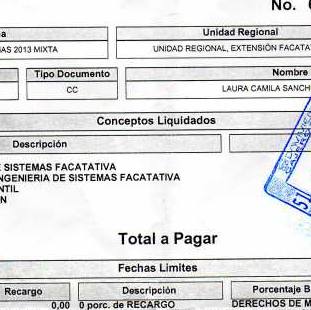 No.
a Unidad Regional
AS 2013 MIXTA UNIDAD REGIONAL, EXTENSIÓN FACATA
Tipo Documento Nombre
CC LAURA CAMILA SANCH
Conceptos Liquidados
Descripción
E SISTEMAS FACATATIVA
NGENIERIA DE SISTEMAS FACATATIVA
NTIL
N
Total a Pagar
Fechas Limites
Recargo Descripción Porcentaje B
0,00 0 porc. de RECARGO DERECHOS DE M